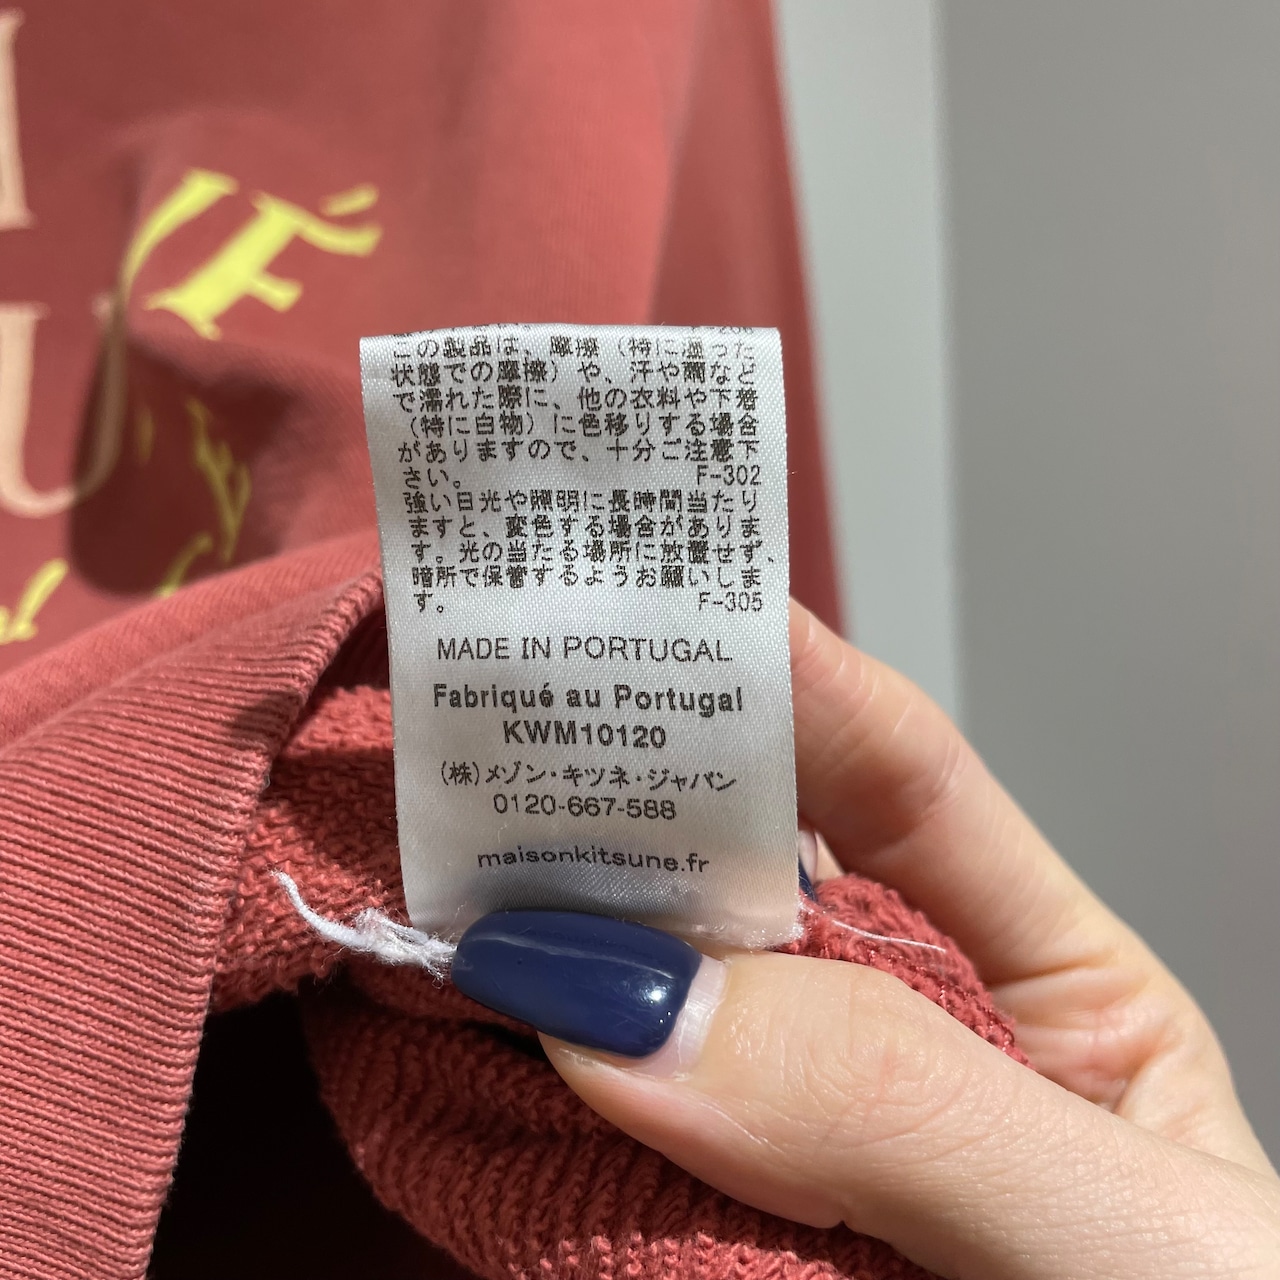 この製品は、摩擦（特に湿った
状態での摩擦）や、汗や雨など
で濡れた際に、他の衣料や下着
（特に白物）に色移りする場合
がありますので、十分ご注意下
さい。 F-302
強い日光や照明に長時間当たり
ますと、変色する場合がありま
す。光の当たる場所に放置せず、
暗所で保管するようお願いしま
す。 F-305
MADE IN PORTUGAL
Fabriqué au Portugal
KWM10120
(株)メゾン・キツネ・ジャパン
0120-667-588
maisonkitsune.fr